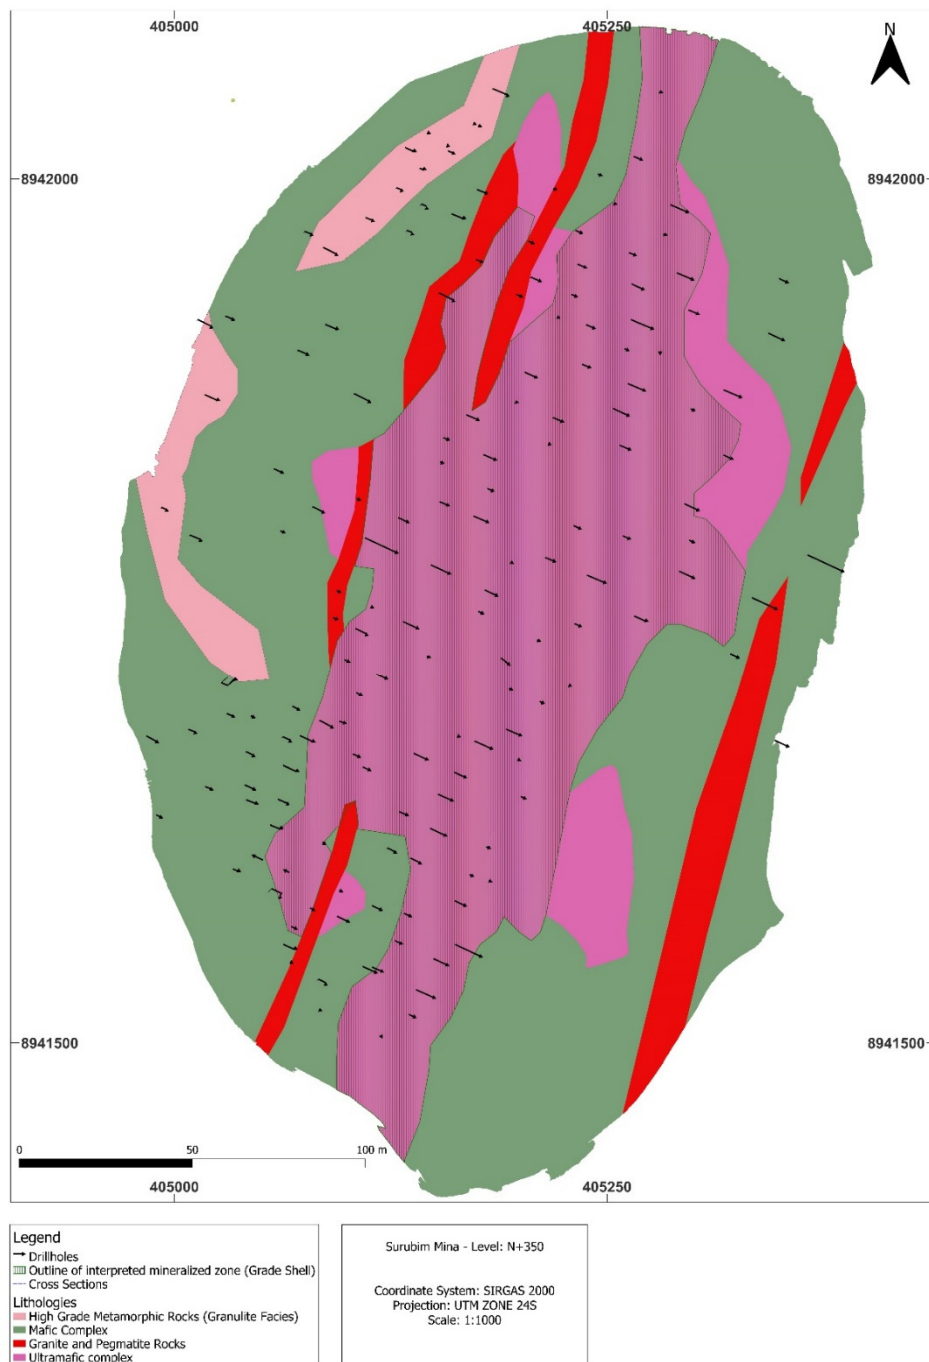 405000 405250
N
8942000 8942000
8941500 8941500
0 50 100 m
405000 405250
Legend
Drillholes
Outline of interpreted mineralized zone (Grade Shell)
Cross Sections
Lithologies
High Grade Metamorphic Rocks (Granulite Facies)
Mafic Complex
Granite and Pegmatite Rocks
Ultramafic complex
Surubim Mina - Level: N+350
Coordinate System: SIRGAS 2000
Projection: UTM ZONE 24S
Scale: 1:1000